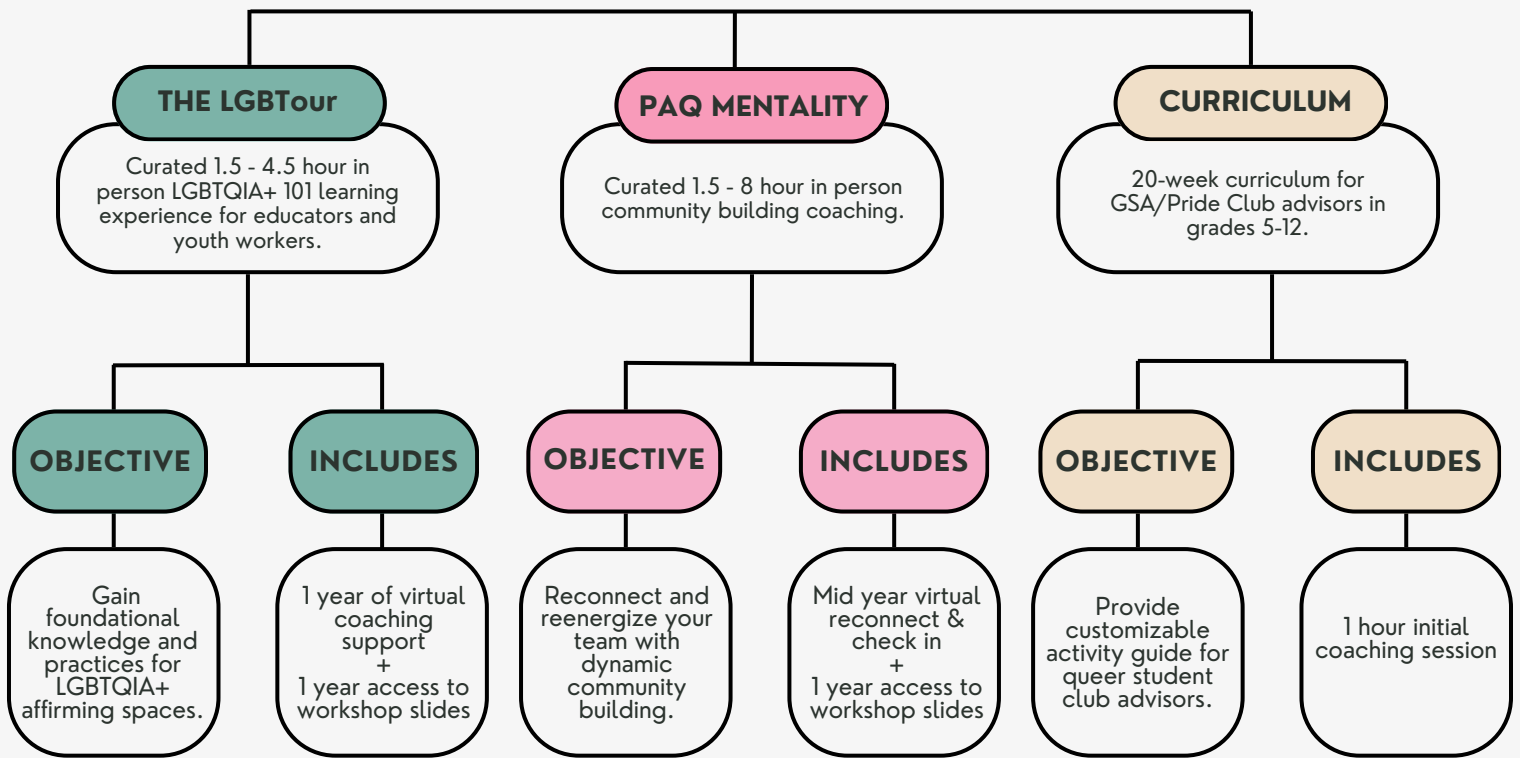 THE LGBTour
Curated 1.5 - 4.5 hour in
person LGBTQIA+ 101 learning
experience for educators and
youth workers.
PAQ MENTALITY
Curated 1.5 - 8 hour in person
community building coaching.
CURRICULUM
20-week curriculum for
GSA/Pride Club advisors in
grades 5-12.
OBJECTIVE
Gain
foundational
knowledge and
practices for
LGBTQIA+
affirming spaces.
INCLUDES
1 year of virtual
coaching
support
+
1 year access to
workshop slides
OBJECTIVE
Reconnect and
reenergize your
team with
dynamic
community
building.
INCLUDES
Mid year virtual
reconnect &
check in
+
1 year access to
workshop slides
OBJECTIVE
Provide
customizable
activity guide for
queer student
club advisors.
INCLUDES
1 hour initial
coaching session